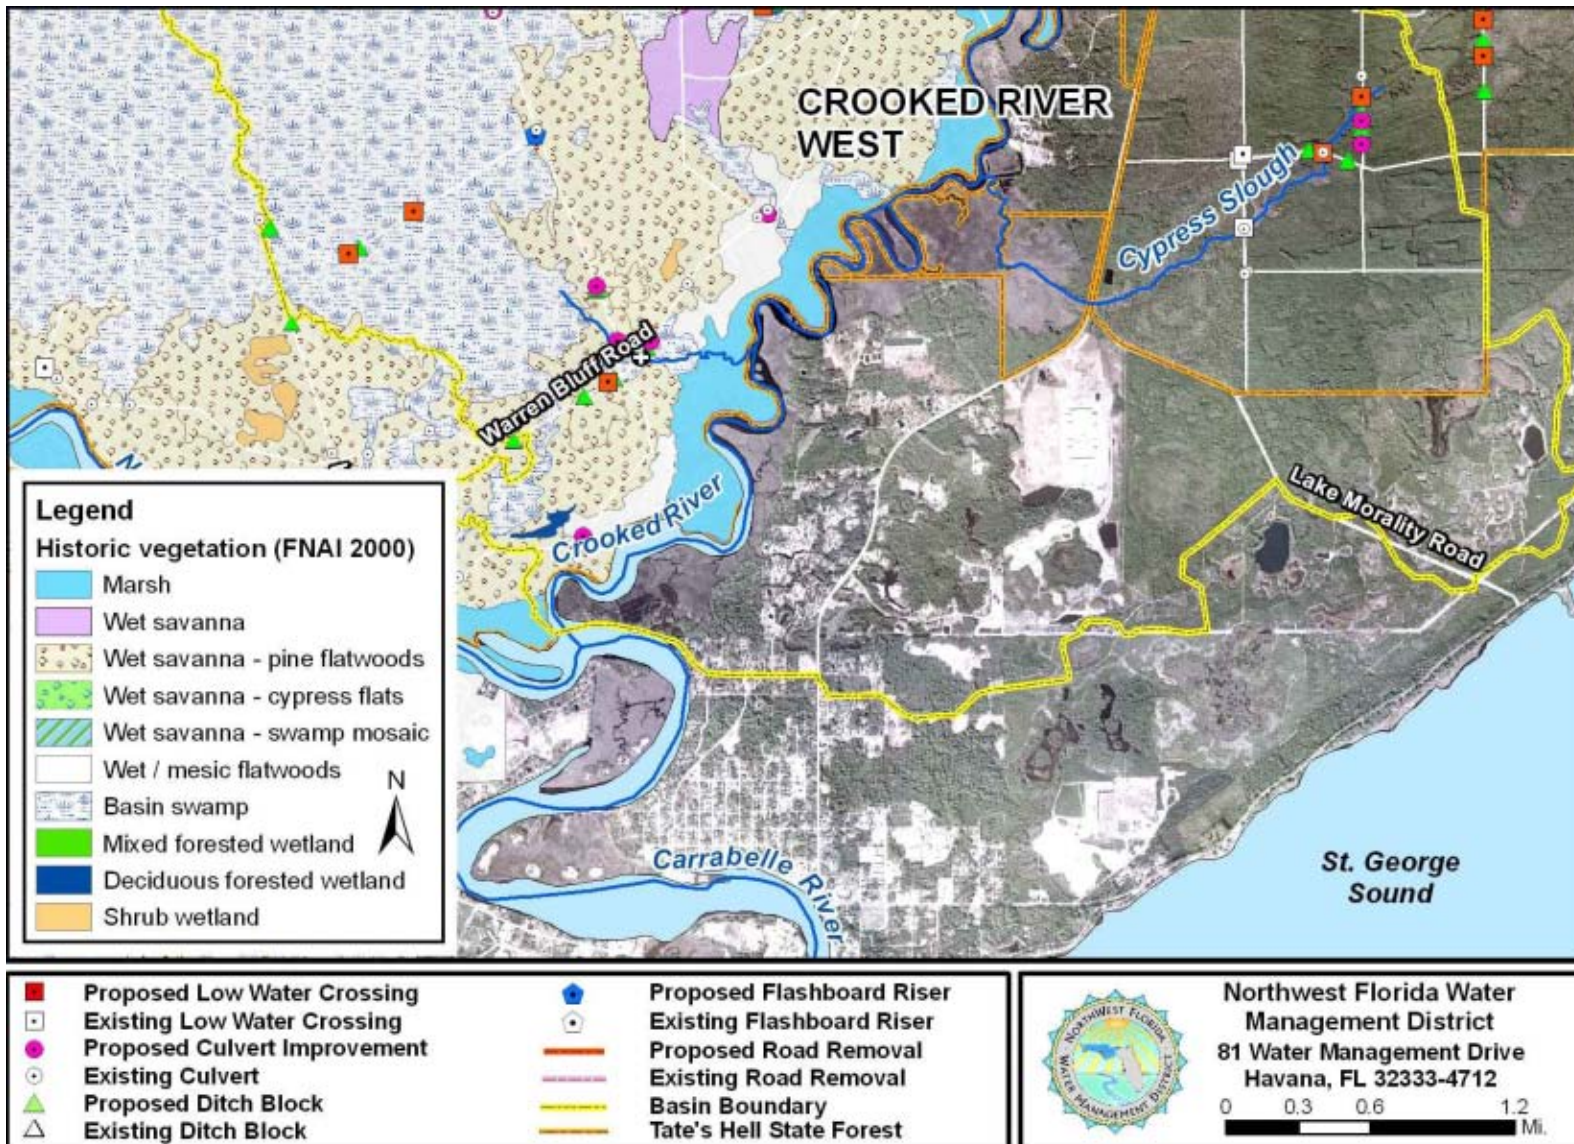 CROOKED RIVER
WEST
Cypress Slough
Warren Bluff Road
Crooked River
Lake Morality Road
Carrabelle River
St. George
Sound
Legend
Historic vegetation (FNAI 2000)
Marsh
Wet savanna
Wet savanna - pine flatwoods
Wet savanna - cypress flats
Wet savanna - swamp mosaic
Wet / mesic flatwoods
Basin swamp
Mixed forested wetland
Deciduous forested wetland
Shrub wetland
N
Proposed Low Water Crossing
Existing Low Water Crossing
Proposed Culvert Improvement
Existing Culvert
Proposed Ditch Block
Existing Ditch Block
Proposed Flashboard Riser
Existing Flashboard Riser
Proposed Road Removal
Existing Road Removal
Basin Boundary
Tate's Hell State Forest
NORTHWEST FLORIDA
WATER MANAGEMENT DISTRICT
Northwest Florida Water
Management District
81 Water Management Drive
Havana, FL 32333-4712
0 0.3 0.6 1.2
Mi.